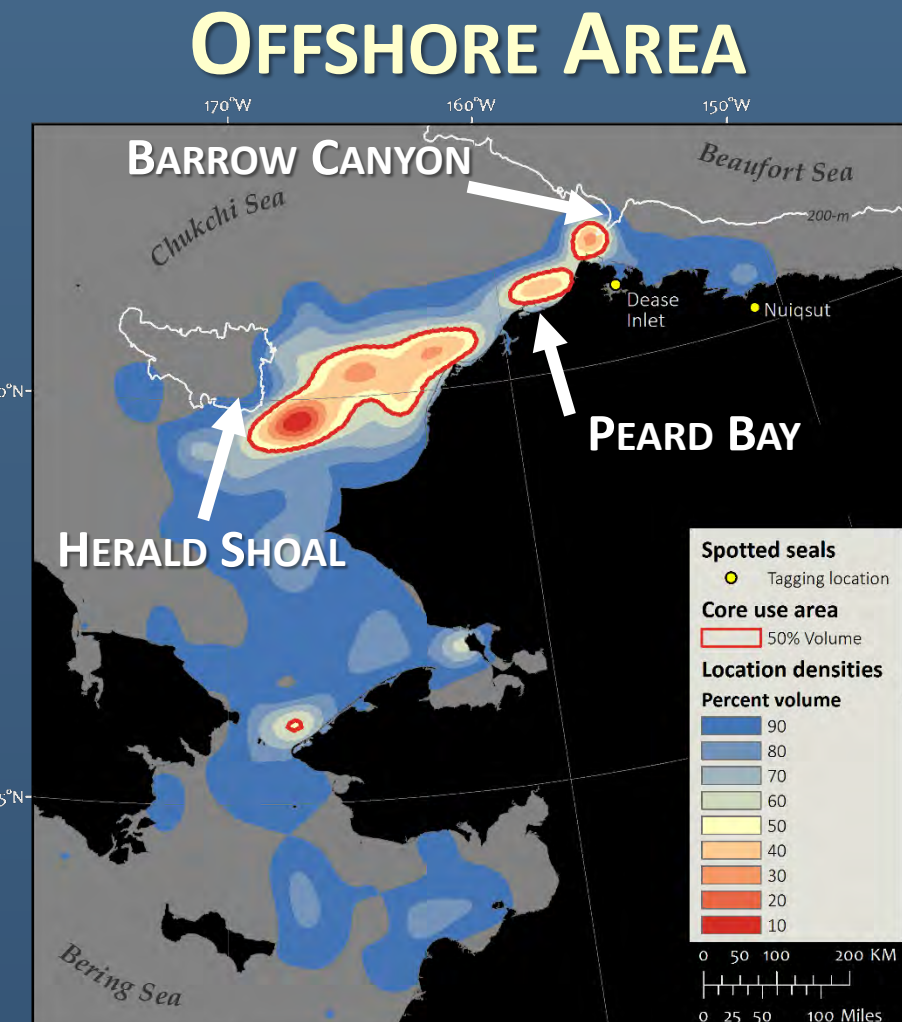 OFFSHORE AREA
170°W
160°W
150°W
BARROW CANYON
Beaufort Sea
Chukchi Sea
200-m
Dease
Inlet
Nuiqsut
0°N
PEARD BAY
HERALD SHOAL
Spotted seals
Tagging location
Core use area
50% Volume
Location densities
Percent volume
90
80
70
60
50
40
30
20
10
5°N
Bering Sea
0 50 100 200 KM
0 25 50 100 Miles